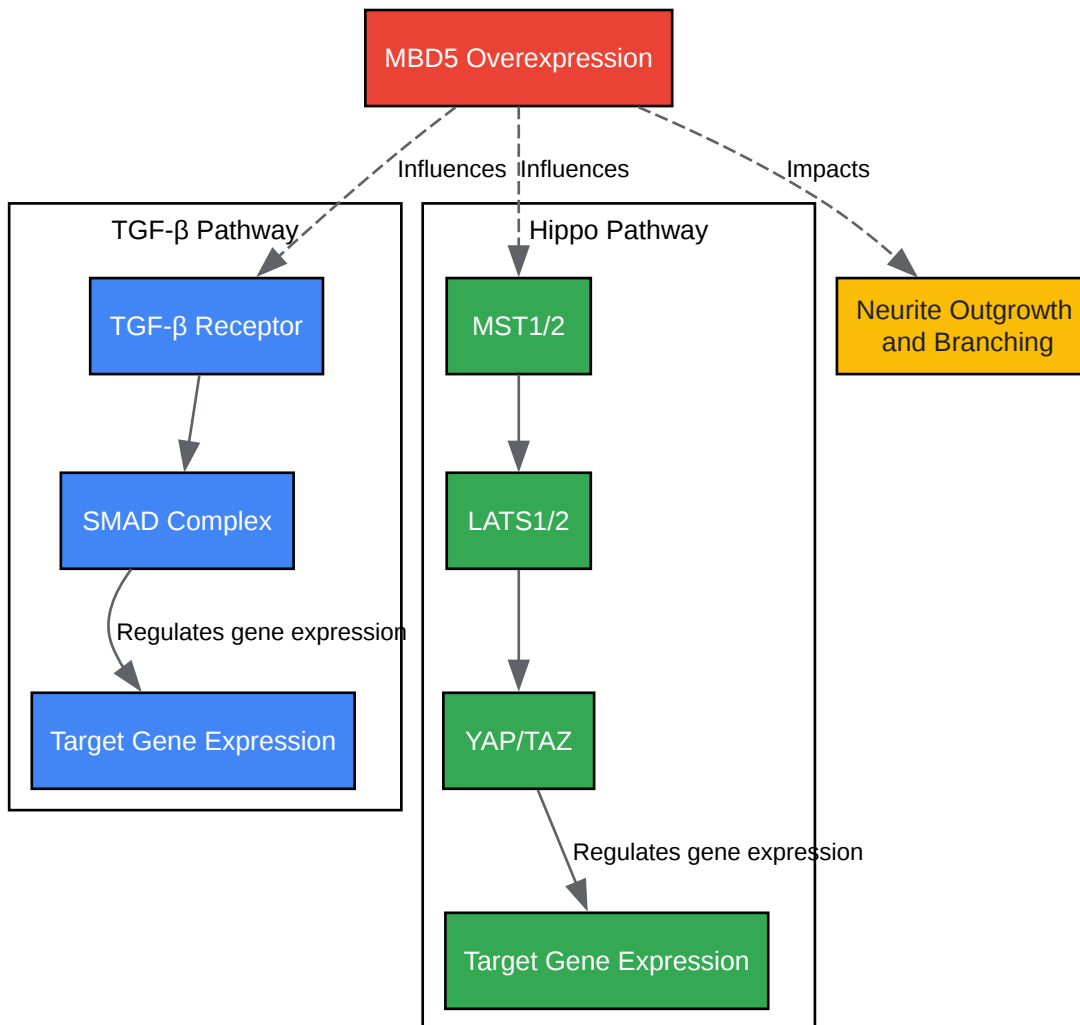 MBD5 Overexpression
Influences
Influences
Impacts
TGF-β Pathway
Hippo Pathway
TGF-β Receptor
MST1/2
Neurite Outgrowth
and Branching
SMAD Complex
LATS1/2
Regulates gene expression
Target Gene Expression
YAP/TAZ
Regulates gene expression
Target Gene Expression